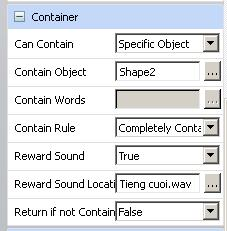 Container
Can Contain Specific Object
Contain Object Shape2 ...
Contain Words ...
Contain Rule Completely Conta
Reward Sound True
Reward Sound Locati Tieng cuoi.wav ...
Return if not Contain False